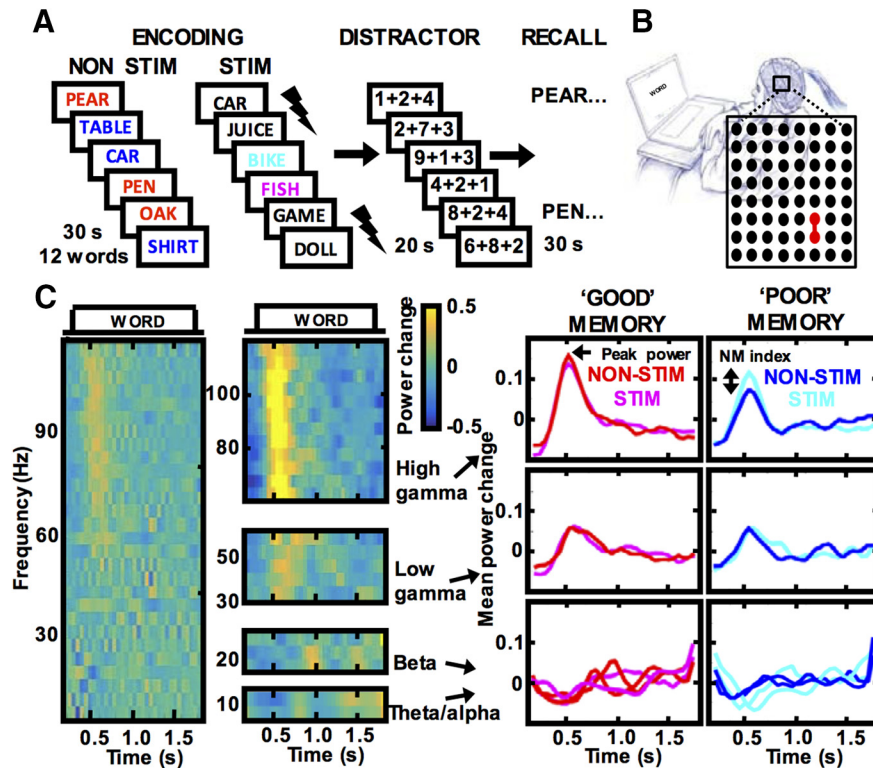 A
ENCODING
DISTRACTOR
RECALL
B
NON STIM
STIM
PEAR
TABLE
CAR
PEN
OAK
SHIRT
30 s
12 words
CAR
JUICE
BIKE
FISH
GAME
DOLL
1+2+4
2+7+3
9+1+3
4+2+1
8+2+4
6+8+2
20 s
PEAR...
PEN...
30 s
WORD
C
WORD
WORD
0.5
0
-0.5
Power change
Frequency (Hz)
90
60
30
0.5 1.0 1.5
Time (s)
100
80
50
30
20
10
0.5 1.0 1.5
Time (s)
High
gamma
Low
gamma
Beta
Theta/alpha
'GOOD'
MEMORY
'POOR'
MEMORY
Mean power change
Peak power
NON-STIM
STIM
NM index
NON-STIM
STIM
0.1
0
0.1
0
0.1
0
0.5 1.0 1.5
Time (s)
0.5 1.0 1.5
Time (s)